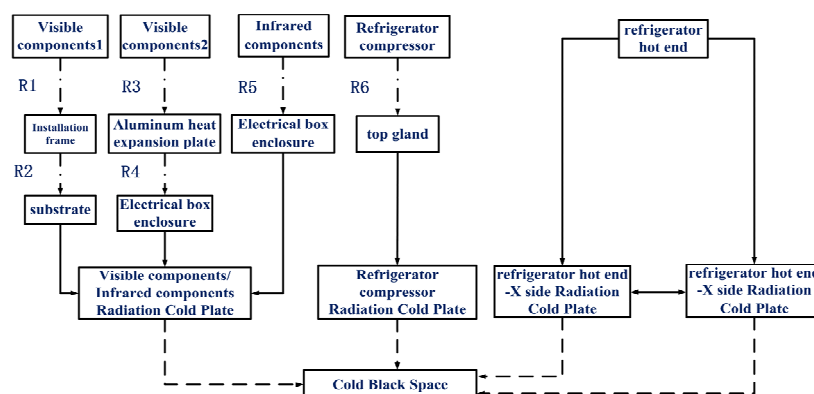 Visible
components1
Visible
components2
Infrared
components
Refrigerator
compressor
refrigerator
hot end
R1
R3
R5
R6
Installation
frame
Aluminum heat
expansion plate
Electrical box
enclosure
top gland
R2
R4
substrate
Electrical box
enclosure
Visible components/
Infrared components
Radiation Cold Plate
Refrigerator
compressor
Radiation Cold Plate
refrigerator hot end
-X side Radiation
Cold Plate
refrigerator hot end
-X side Radiation
Cold Plate
Cold Black Space